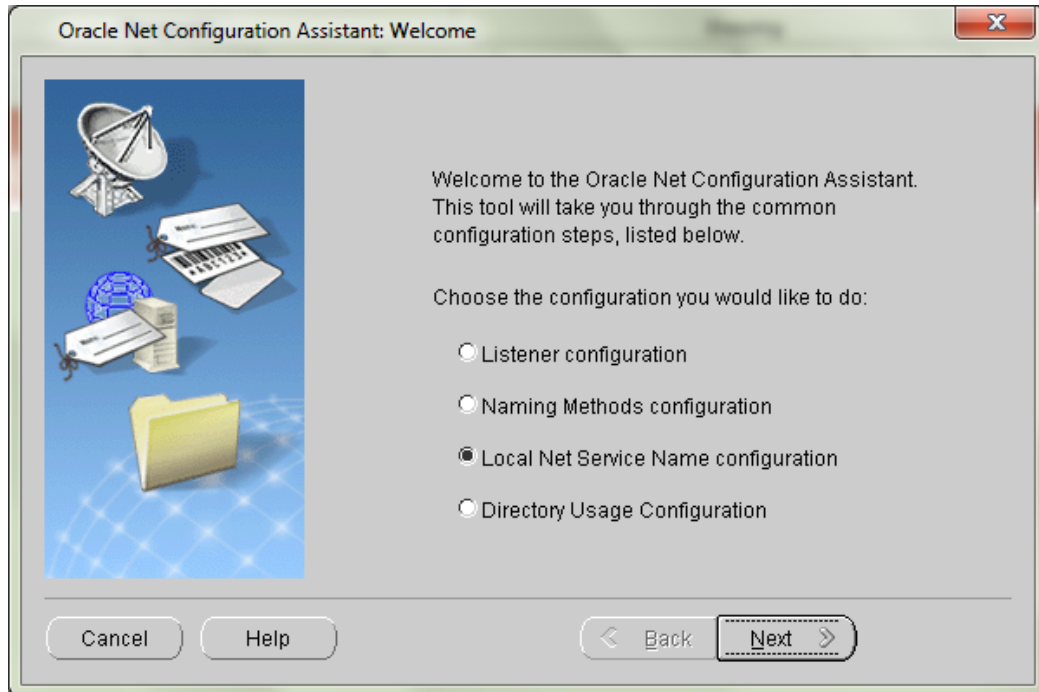 Oracle Net Configuration Assistant: Welcome
Welcome to the Oracle Net Configuration Assistant.
This tool will take you through the common
configuration steps, listed below.
Choose the configuration you would like to do:
Listener configuration
Naming Methods configuration
Local Net Service Name configuration
Directory Usage Configuration
Cancel
Help
Back
Next